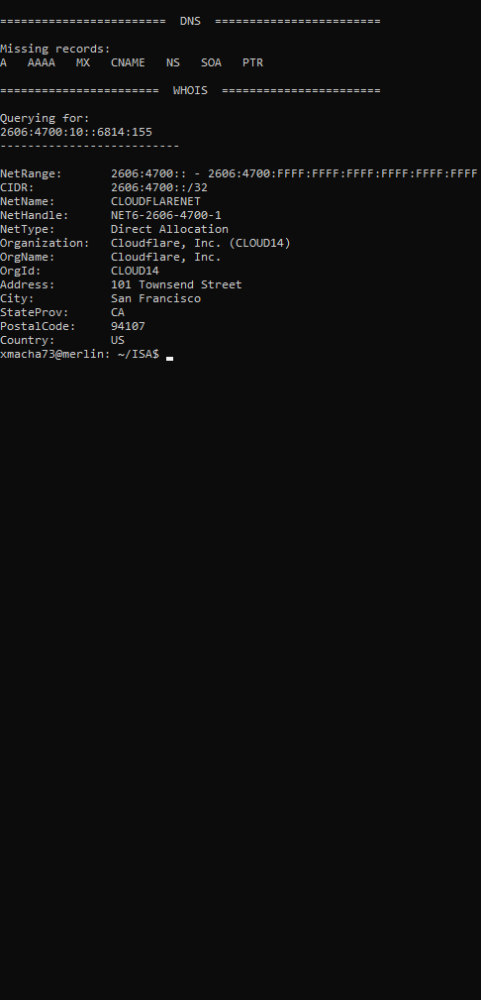 ========================  DNS  ========================
Missing records:
A   AAAA   MX   CNAME   NS   SOA   PTR
=======================  WHOIS  =======================
Querying for:
2606:4700:10::6814:155
--------------------------
NetRange:       2606:4700:: - 2606:4700:FFFF:FFFF:FFFF:FFFF:FFFF:FFFF
CIDR:           2606:4700::/32
NetName:        CLOUDFLARENET
NetHandle:      NET6-2606-4700-1
NetType:        Direct Allocation
Organization:   Cloudflare, Inc. (CLOUD14)
OrgName:        Cloudflare, Inc.
OrgId:          CLOUD14
Address:        101 Townsend Street
City:           San Francisco
StateProv:      CA
PostalCode:     94107
Country:        US
xmacha73@merlin: ~/ISA$